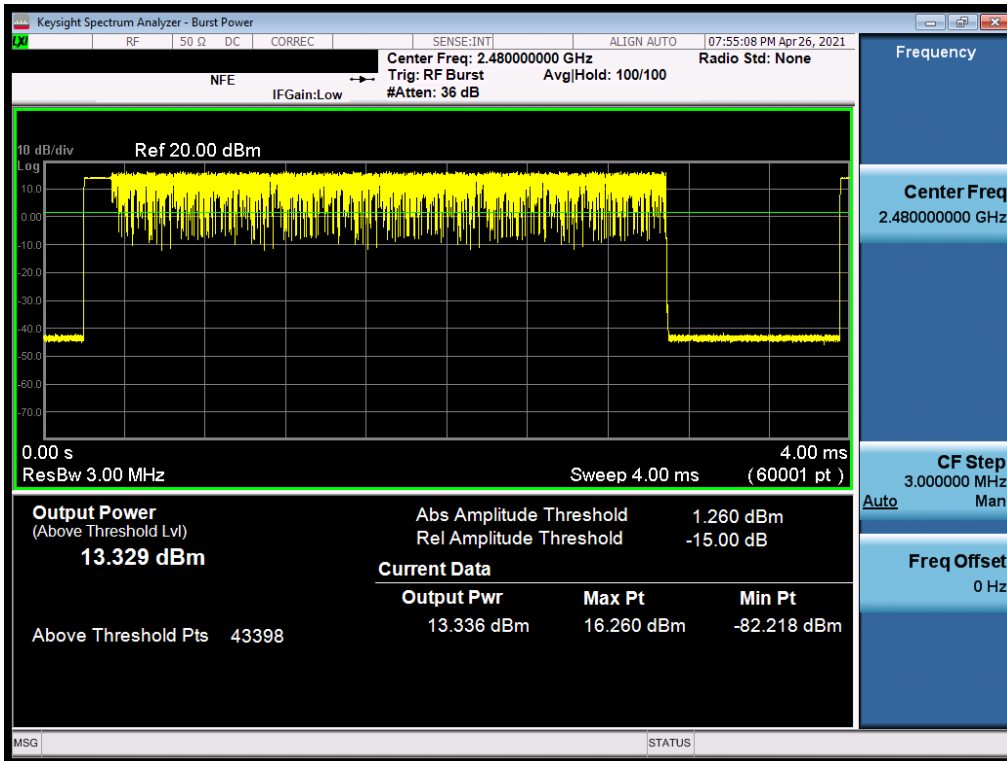 Keysight Spectrum Analyzer - Burst Power
LXI RF 50 Ω DC CORREC SENSE:INT ALIGN AUTO 07:55:08 PM Apr 26, 2021
NFE
IFGain:Low
Center Freq: 2.480000000 GHz Radio Std: None
Trig: RF Burst Avg|Hold: 100/100
#Atten: 36 dB
10 dB/div Ref 20.00 dBm
Log
10.0
0.00
-10.0
-20.0
-30.0
-40.0
-50.0
-60.0
-70.0
0.00 s 4.00 ms
ResBw 3.00 MHz Sweep 4.00 ms (60001 pt )
Output Power
(Above Threshold Lvl)
13.329 dBm
Above Threshold Pts 43398
Abs Amplitude Threshold 1.260 dBm
Rel Amplitude Threshold -15.00 dB
Current Data
Output Pwr Max Pt Min Pt
13.336 dBm 16.260 dBm -82.218 dBm
Frequency
Center Freq
2.480000000 GHz
CF Step
3.000000 MHz
Auto Man
Freq Offset
0 Hz
MSG STATUS